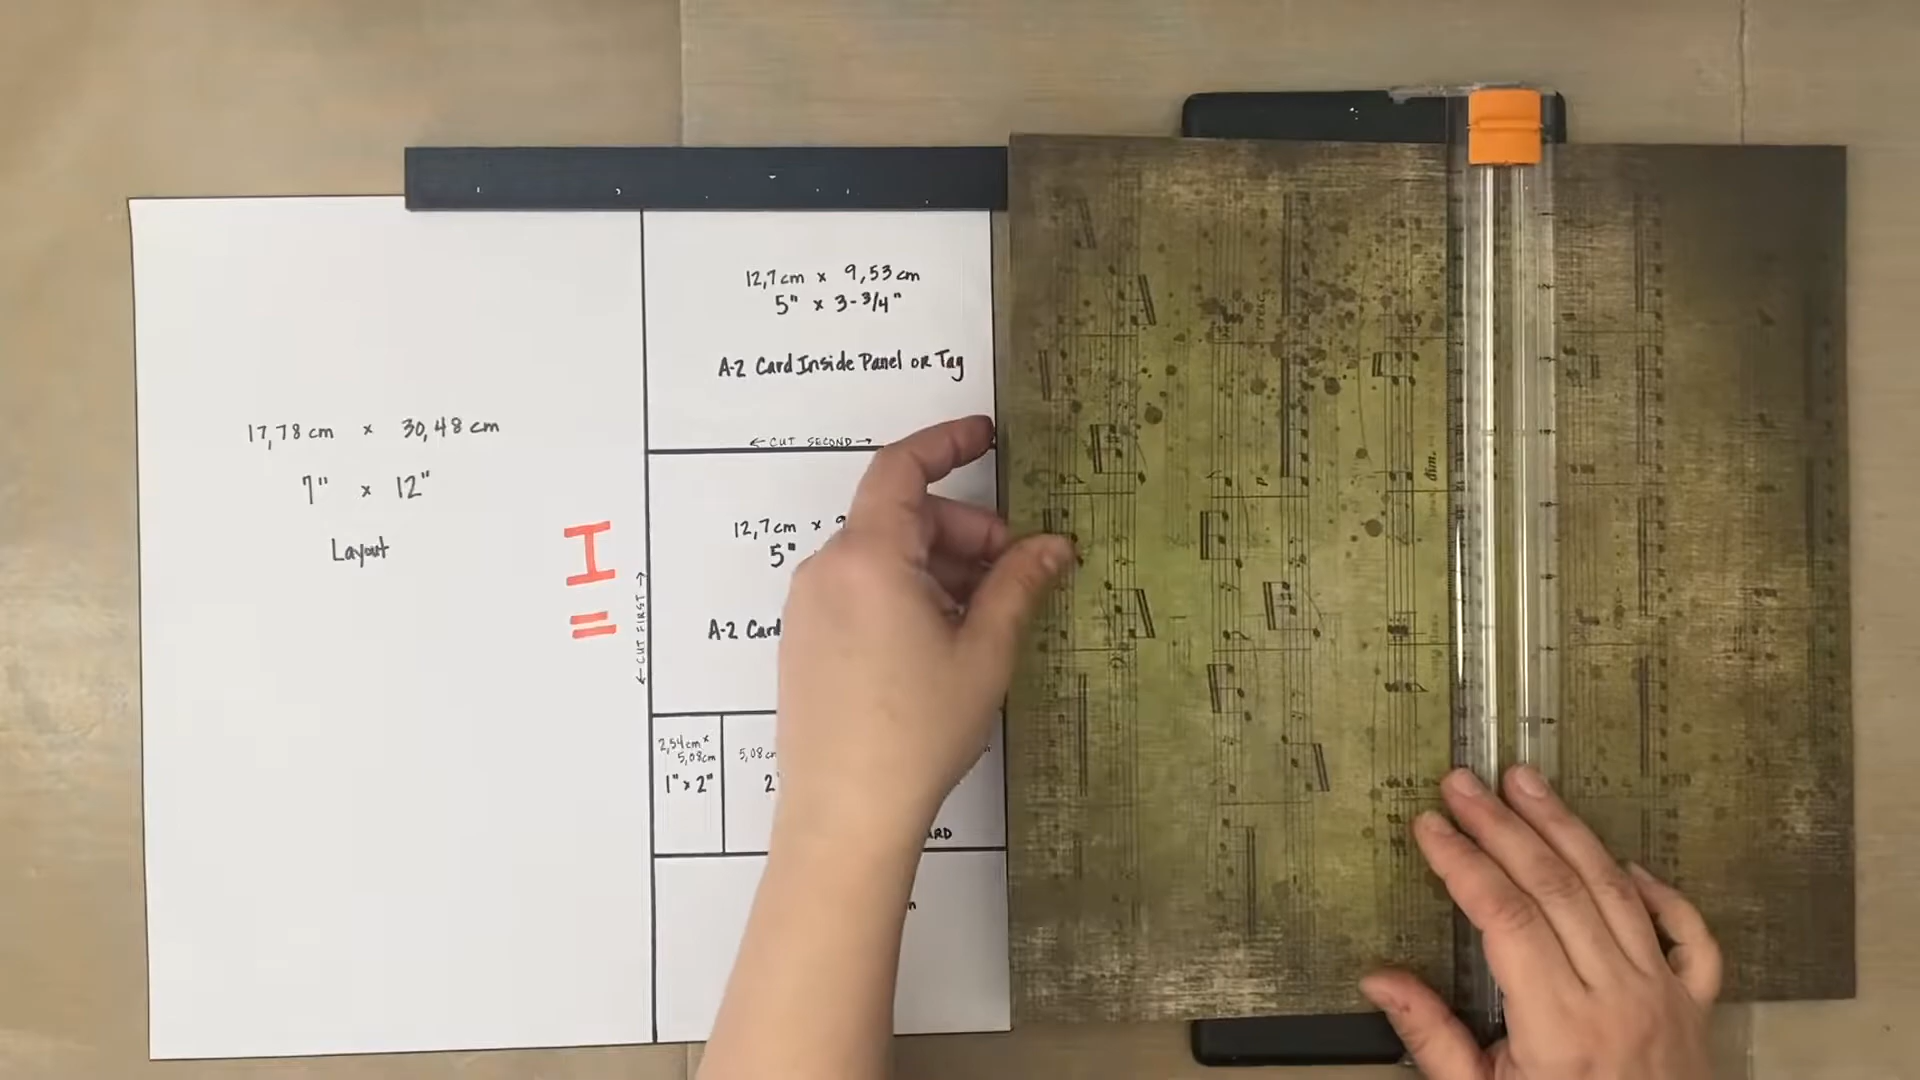 17,78 cm x 30,48 cm
7" x 12"
Layout
I
=
← CUT FIRST →
12,7 cm x 9,53 cm
5" x 3-3/4"
A-2 Card Inside Panel or Tag
← CUT SECOND →
12,7 cm x 9
5"
A-2 Card
2,54 cm x
5,08 cm
1" x 2"
5,08 cm
2"
ARD
n
cresc.
p
dim.